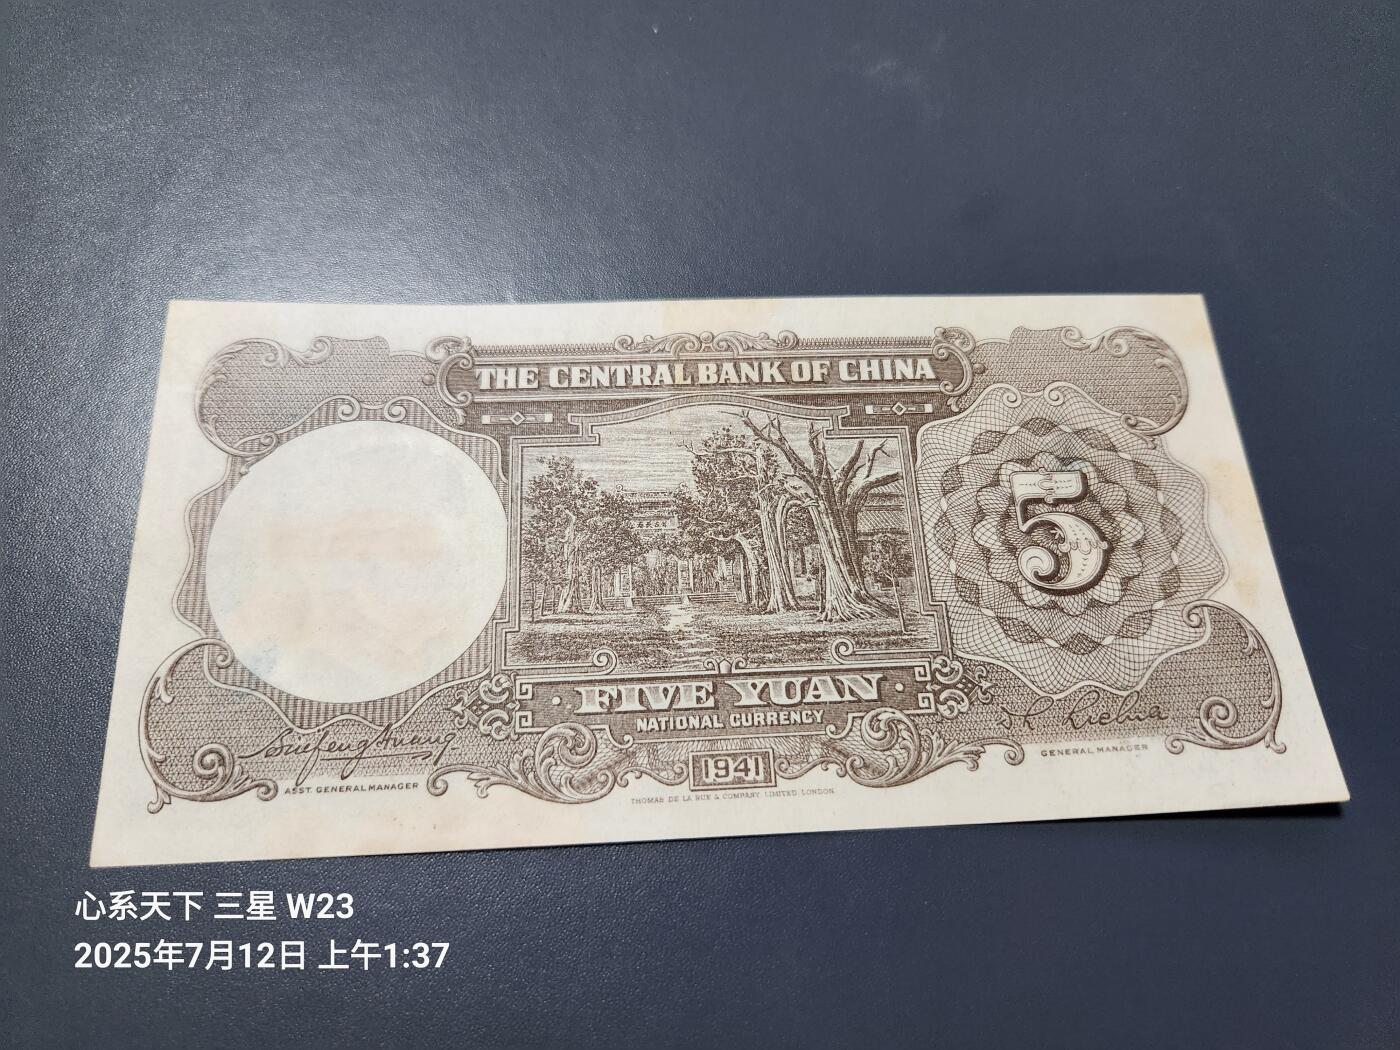 THE CENTRAL BANK OF CHINA
5
FIVE YUAN
NATIONAL CURRENCY
1941
ASST. GENERAL MANAGER
GENERAL MANAGER
THOMAS DE LA RUE & COMPANY, LIMITED, LONDON.
心系天下 三星 W23
2025年7月12日 上午1:37